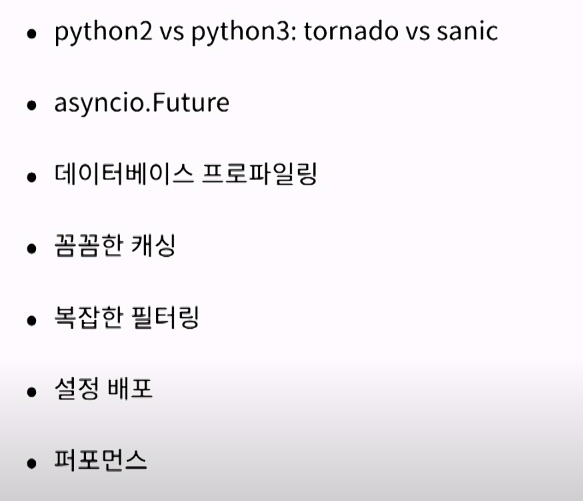 • python2 vs python3: tornado vs sanic
• asyncio.Future
• 데이터베이스 프로파일링
• 꼼꼼한 캐싱
• 복잡한 필터링
• 설정 배포
• 퍼포먼스